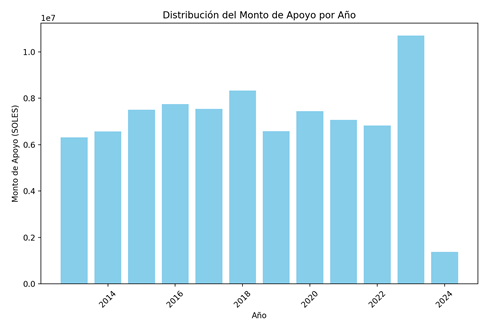 Distribución del Monto de Apoyo por Año
1e7
1.0
0.8
0.6
0.4
0.2
0.0
Monto de Apoyo (SOLES)
2014 2016 2018 2020 2022 2024
Año